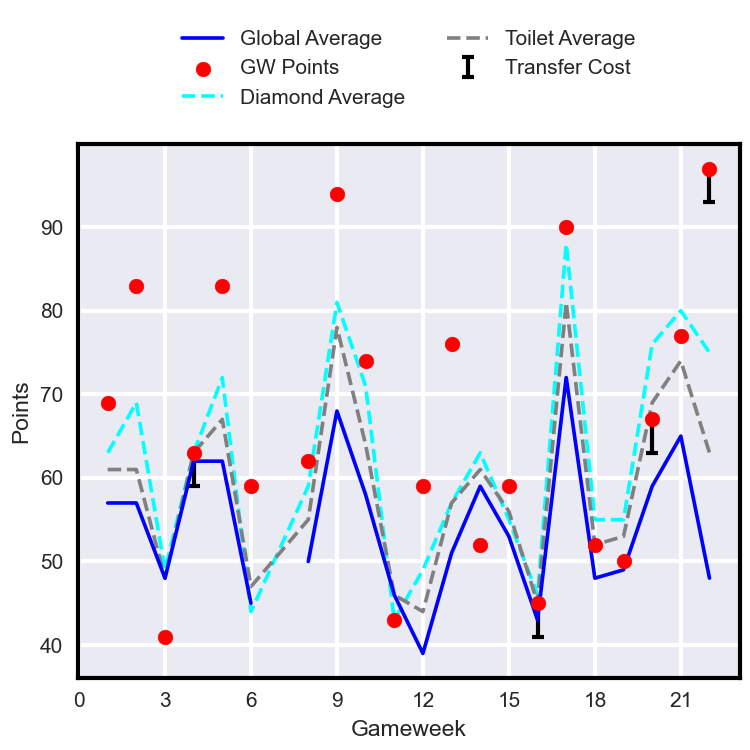 Global Average
GW Points
Diamond Average
Toilet Average
Transfer Cost
Points
90
80
70
60
50
40
0 3 6 9 12 15 18 21
Gameweek